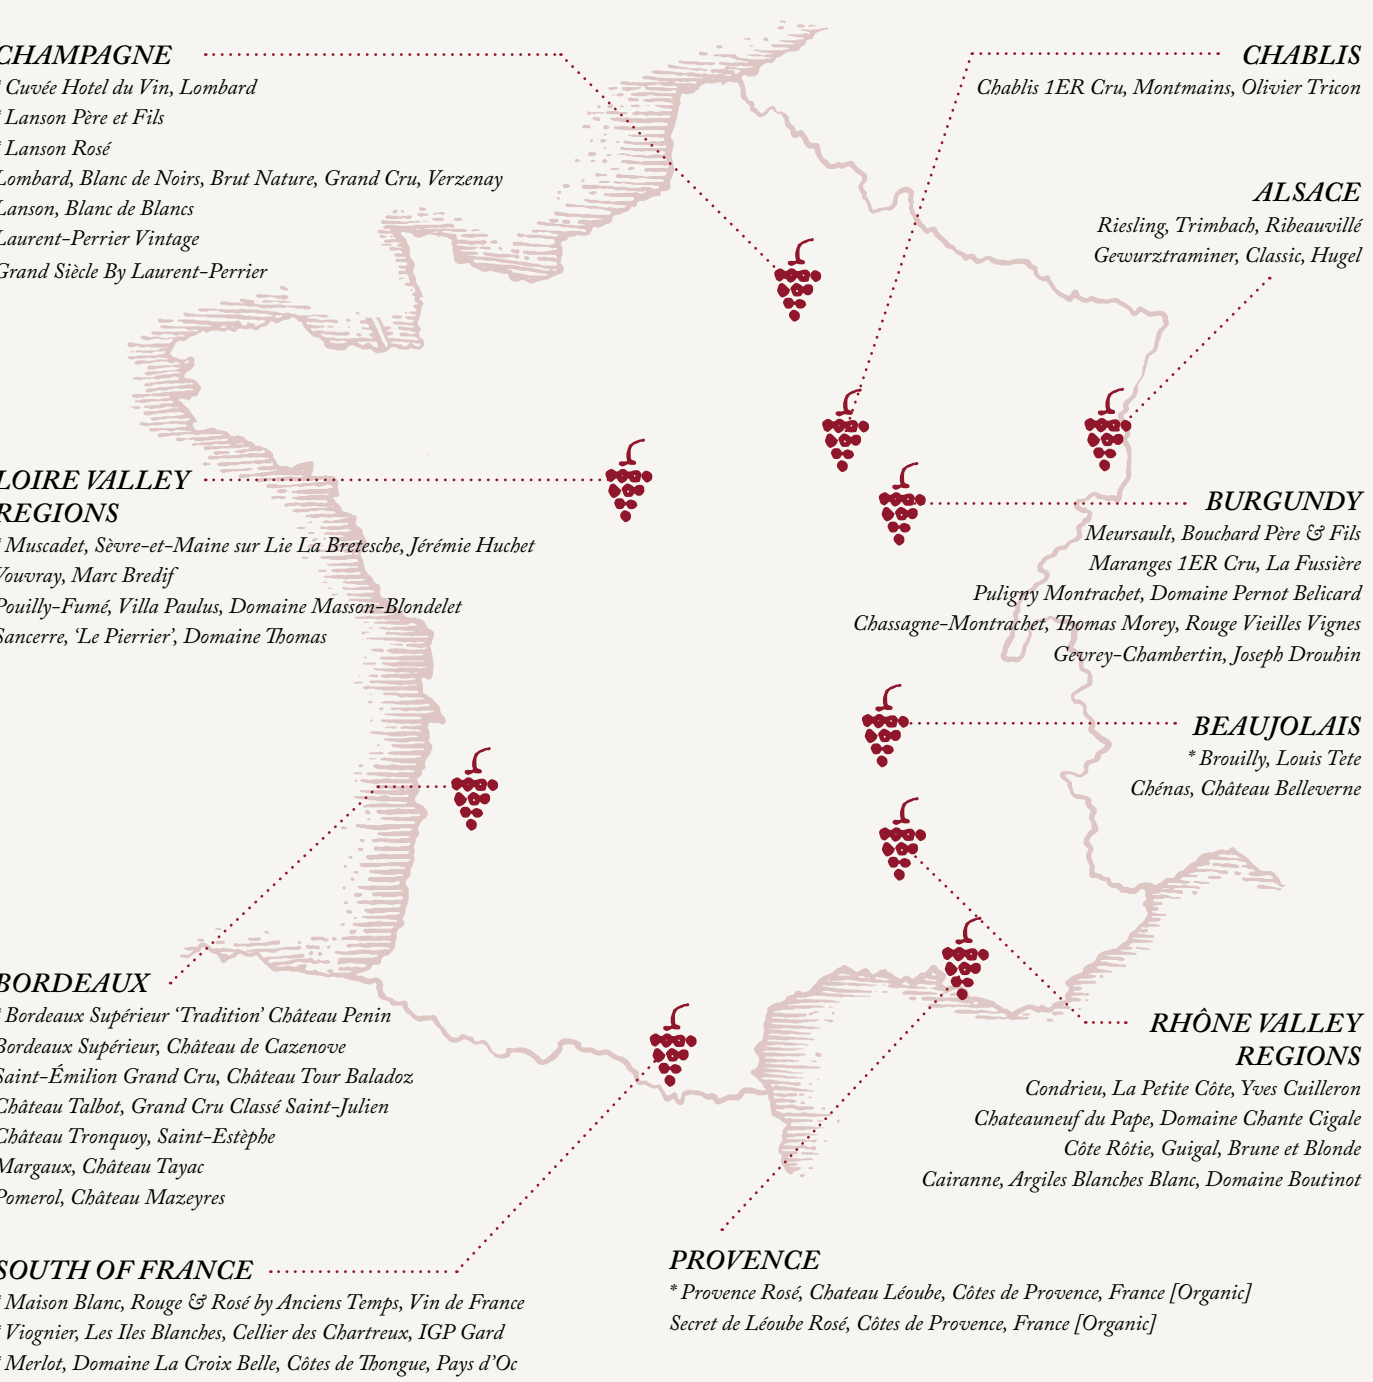 CHAMPAGNE
* Cuvée Hotel du Vin, Lombard
* Lanson Père et Fils
* Lanson Rosé
Lombard, Blanc de Noirs, Brut Nature, Grand Cru, Verzenay
Lanson, Blanc de Blancs
Laurent-Perrier Vintage
Grand Siècle By Laurent-Perrier
CHABLIS
Chablis 1ER Cru, Montmains, Olivier Tricon
ALSACE
Riesling, Trimbach, Ribeauvillé
Gewurztraminer, Classic, Hugel
LOIRE VALLEY
REGIONS
* Muscadet, Sèvre-et-Maine sur Lie La Bretesche, Jérémie Huchet
Vouvray, Marc Bredif
Pouilly-Fumé, Villa Paulus, Domaine Masson-Blondelet
Sancerre, ‘Le Pierrier’, Domaine Thomas
BURGUNDY
Meursault, Bouchard Père & Fils
Maranges 1ER Cru, La Fussière
Puligny Montrachet, Domaine Pernot Belicard
Chassagne-Montrachet, Thomas Morey, Rouge Vieilles Vignes
Gevrey-Chambertin, Joseph Drouhin
BEAUJOLAIS
* Brouilly, Louis Tete
Chénas, Château Belleverne
BORDEAUX
* Bordeaux Supérieur ‘Tradition’ Château Penin
Bordeaux Supérieur, Château de Cazenove
Saint-Émilion Grand Cru, Château Tour Baladoz
Château Talbot, Grand Cru Classé Saint-Julien
Château Tronquoy, Saint-Estèphe
Margaux, Château Tayac
Pomerol, Château Mazeyres
RHÔNE VALLEY
REGIONS
Condrieu, La Petite Côte, Yves Cuilleron
Chateauneuf du Pape, Domaine Chante Cigale
Côte Rôtie, Guigal, Brune et Blonde
Cairanne, Argiles Blanches Blanc, Domaine Boutinot
SOUTH OF FRANCE
* Maison Blanc, Rouge & Rosé by Anciens Temps, Vin de France
* Viognier, Les Iles Blanches, Cellier des Chartreux, IGP Gard
* Merlot, Domaine La Croix Belle, Côtes de Thongue, Pays d’Oc
PROVENCE
* Provence Rosé, Chateau Léoube, Côtes de Provence, France [Organic]
Secret de Léoube Rosé, Côtes de Provence, France [Organic]